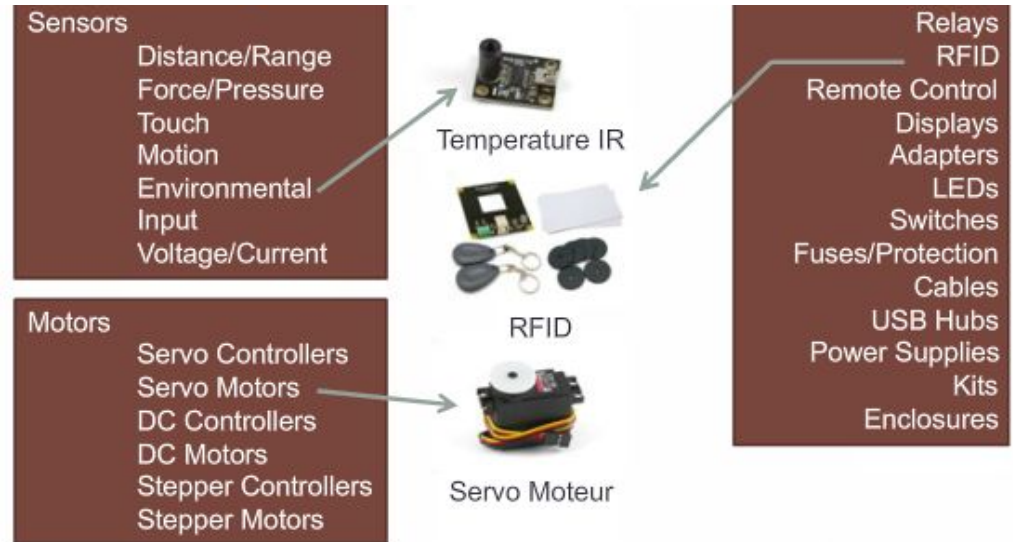 Sensors
Distance/Range
Force/Pressure
Touch
Motion
Environmental
Input
Voltage/Current
Motors
Servo Controllers
Servo Motors
DC Controllers
DC Motors
Stepper Controllers
Stepper Motors
Temperature IR
RFID
Servo Moteur
Relays
RFID
Remote Control
Displays
Adapters
LEDs
Switches
Fuses/Protection
Cables
USB Hubs
Power Supplies
Kits
Enclosures